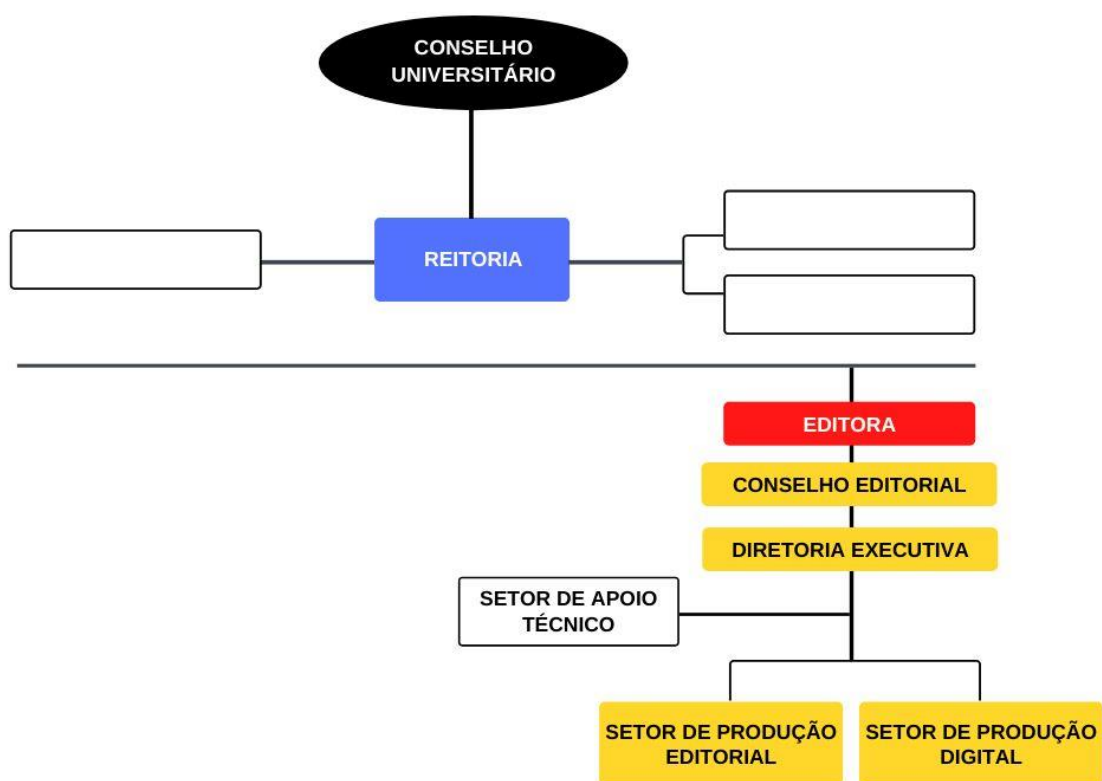 CONSELHO
UNIVERSITÁRIO
REITORIA
EDITORA
CONSELHO EDITORIAL
DIRETORIA EXECUTIVA
SETOR DE APOIO
TÉCNICO
SETOR DE PRODUÇÃO
EDITORIAL
SETOR DE PRODUÇÃO
DIGITAL